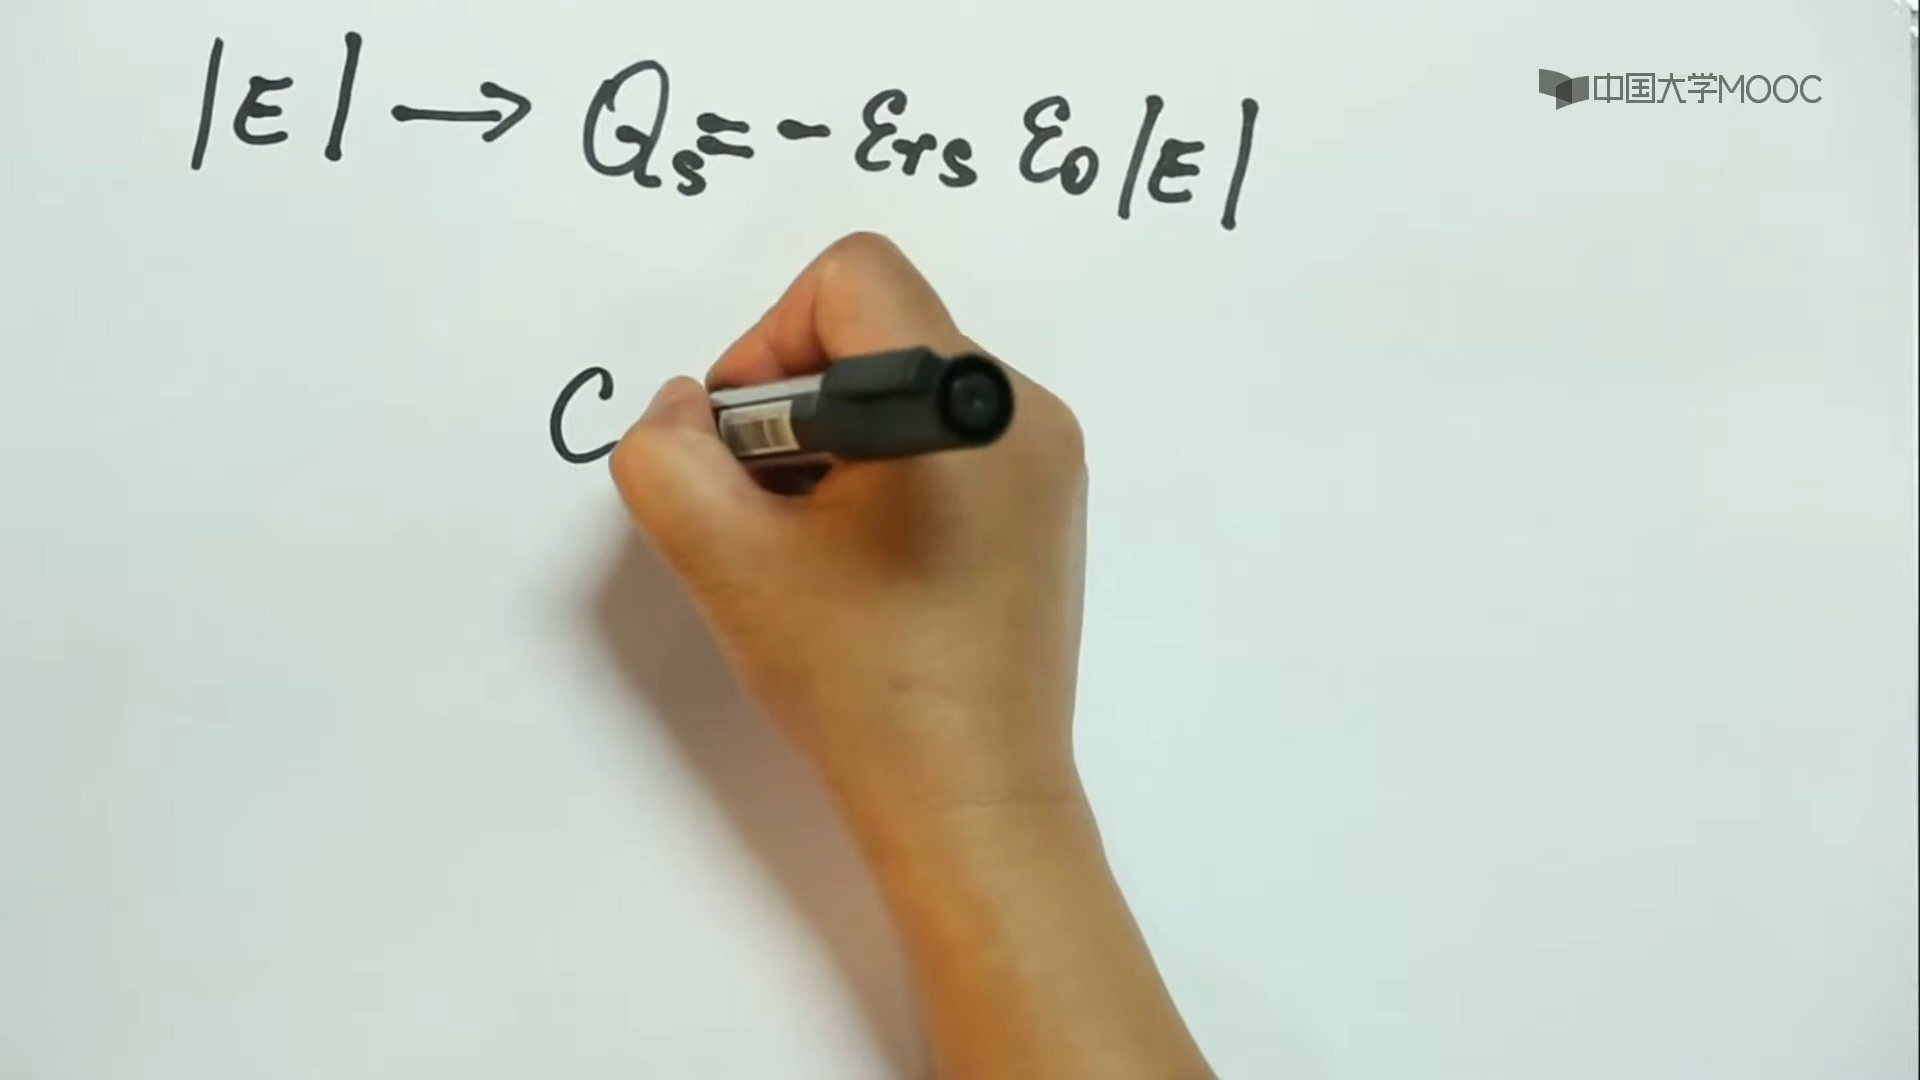 |E| → Qs = - εrs ε0 |E|
中国大学MOOC
C